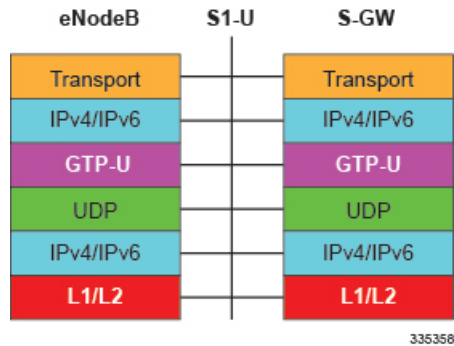 eNodeB S1-U S-GW
Transport Transport
IPv4/IPv6 IPv4/IPv6
GTP-U GTP-U
UDP UDP
IPv4/IPv6 IPv4/IPv6
L1/L2 L1/L2
335358